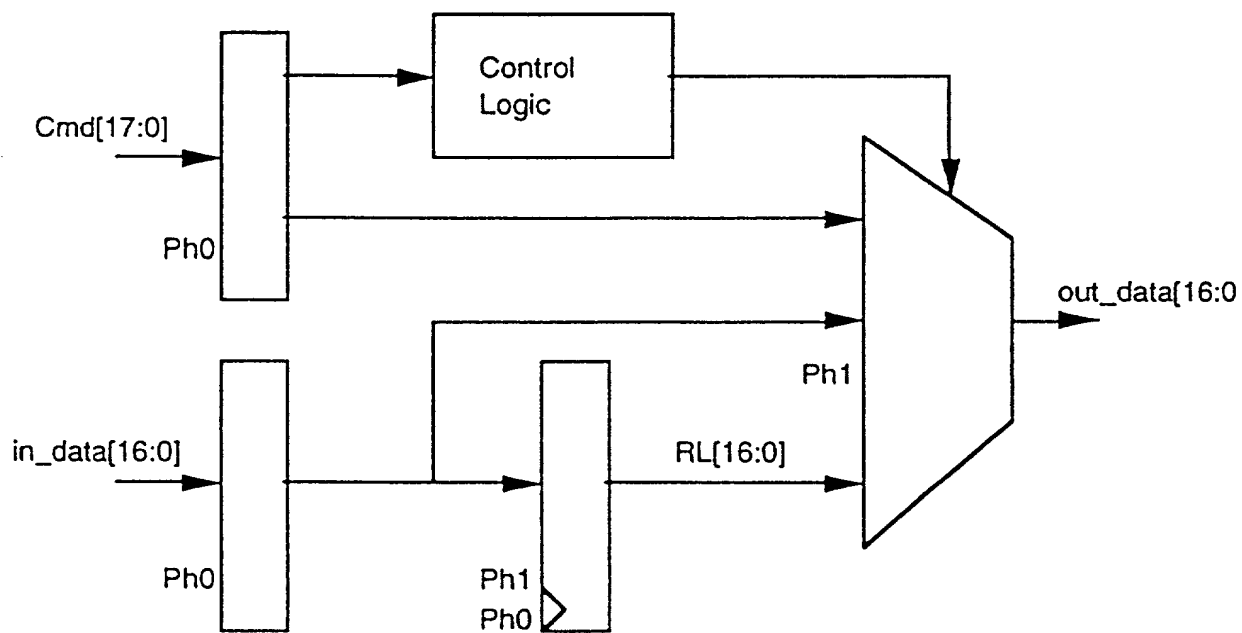 Control
Logic
Cmd[17:0]
Ph0
out_data[16:0
Ph1
in_data[16:0]
RL[16:0]
Ph0
Ph1
Ph0